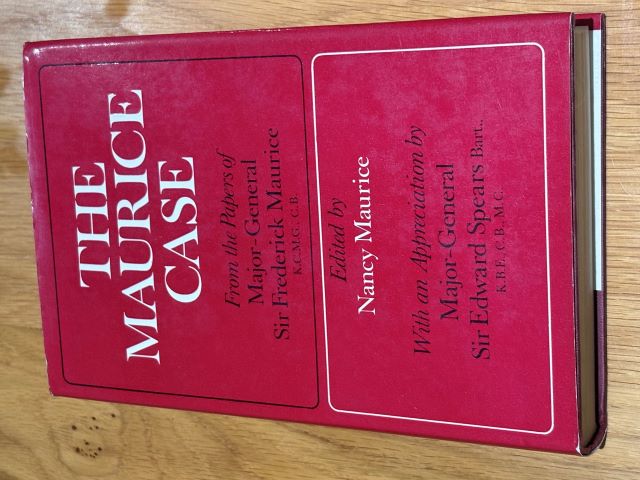 THE
MAURICE
CASE
From the Papers of
Major-General
Sir Frederick Maurice
K.C.M.G., C.B.
Edited by
Nancy Maurice
With an Appreciation by
Major-General
Sir Edward Spears Bart.,
K.B.E., C.B., M.C.